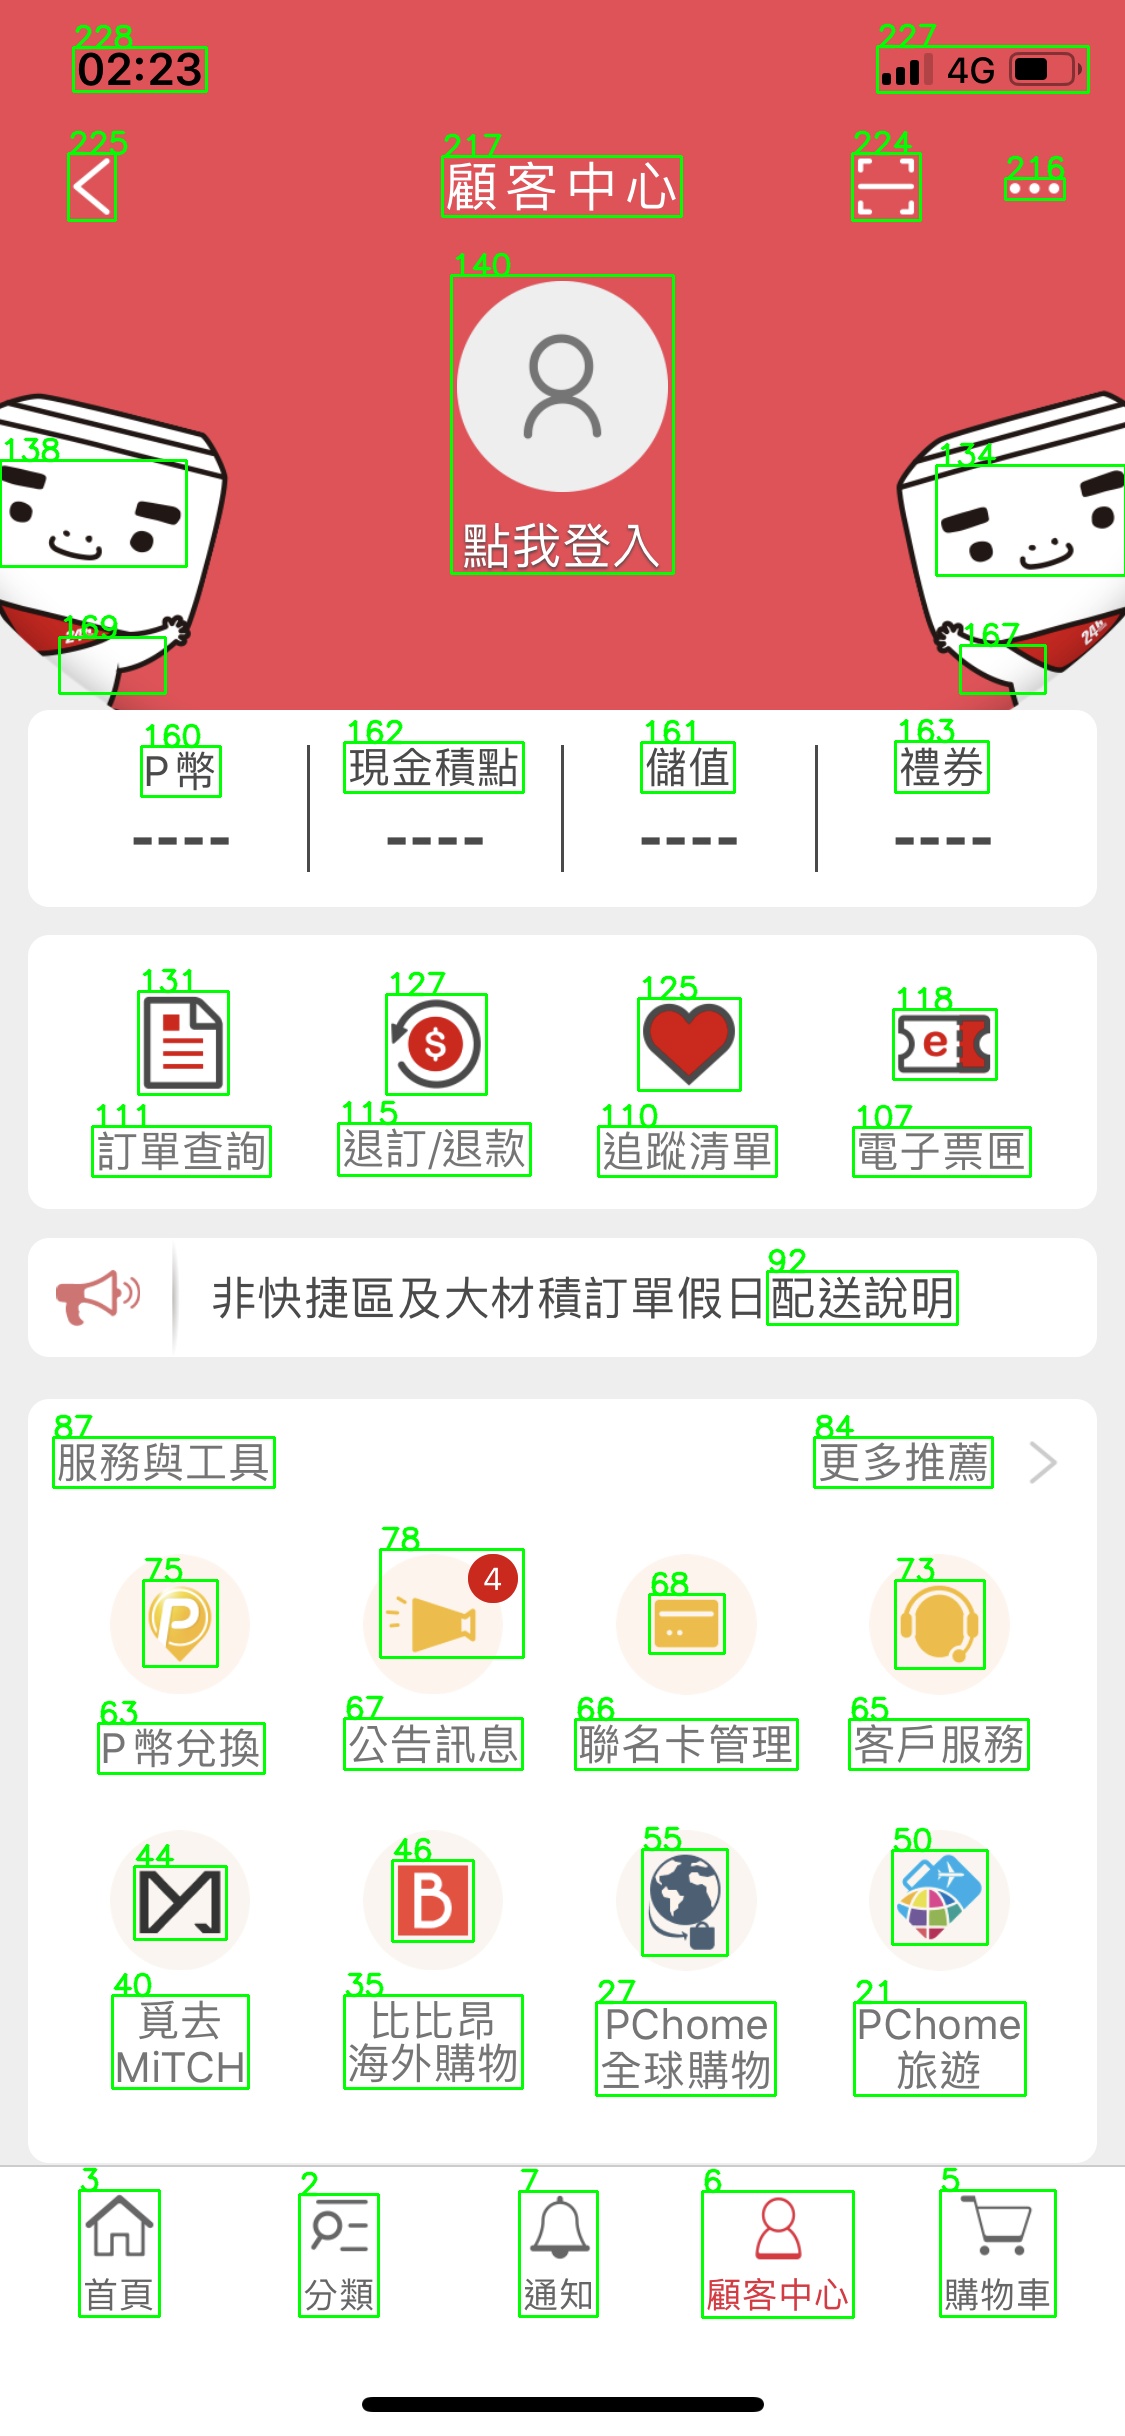 228
227
02:23
4G
225
217
224
216
顧客中心
140
點我登入
138
134
169
167
24h
24h
160
162
161
163
P 幣
現金積點
儲值
禮券
----
----
----
----
131
127
125
118
$
e
111
115
110
107
訂單查詢
退訂/退款
追蹤清單
電子票匣
92
非快捷區及大材積訂單假日配送說明
87
84
服務與工具
更多推薦
75
78
68
73
P
4
63
67
66
65
P 幣兌換
公告訊息
聯名卡管理
客戶服務
44
46
55
50
B
40
35
27
21
覓去
MiTCH
比比昂
海外購物
PChome
全球購物
PChome
旅遊
3
2
7
6
5
首頁
分類
通知
顧客中心
購物車